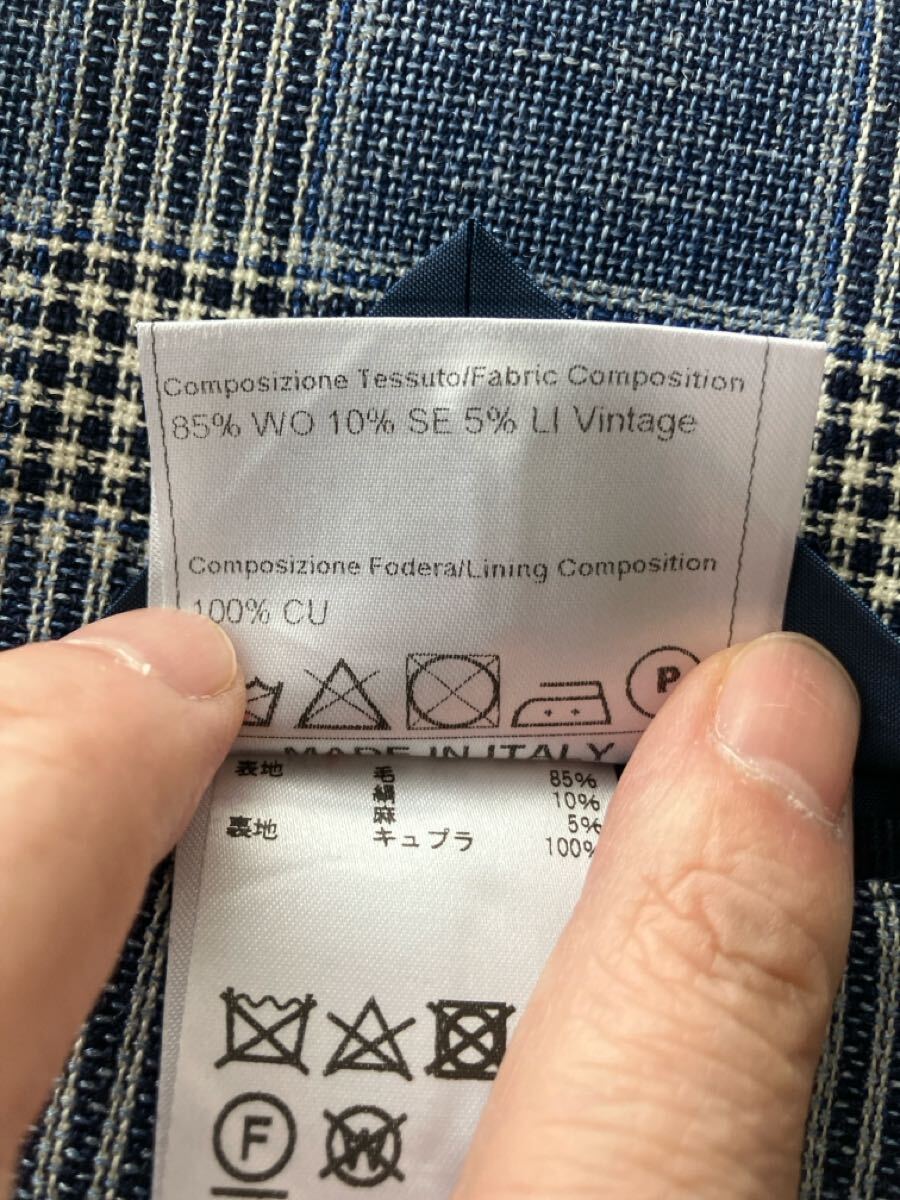 Composizione Tessuto/Fabric Composition
85% WO 10% SE 5% LI Vintage
Composizione Fodera/Lining Composition
100% CU
P
MADE IN ITALY
表地 毛 85%
絹 10%
麻 5%
裏地 キュプラ 100%
F W